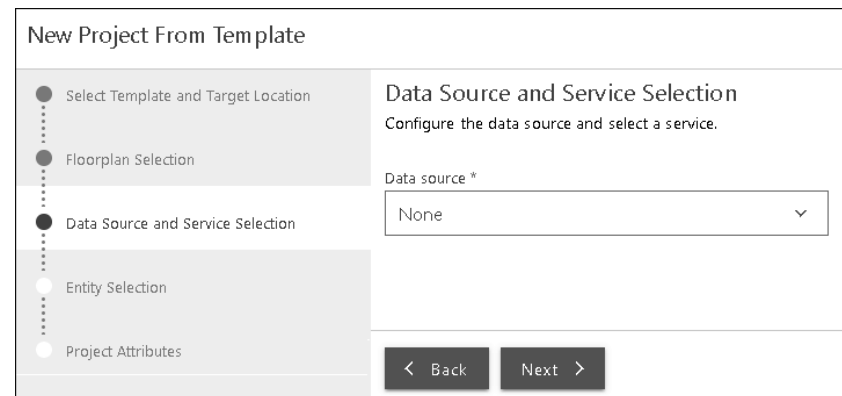 New Project From Template
Select Template and Target Location
Floorplan Selection
Data Source and Service Selection
Entity Selection
Project Attributes
Data Source and Service Selection
Configure the data source and select a service.
Data source *
None
Back
Next